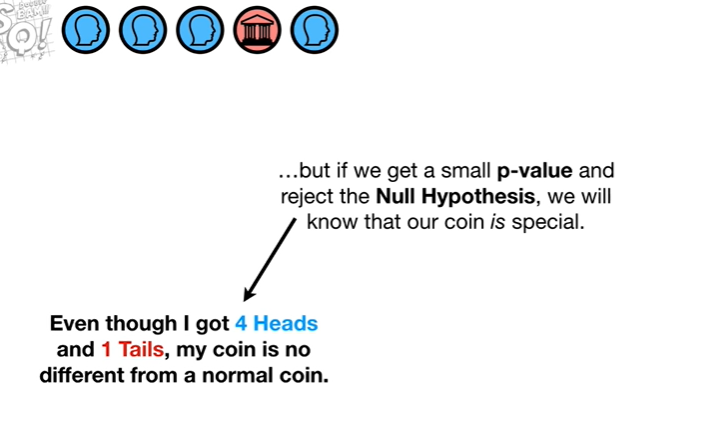 SQ!
...but if we get a small p-value and
reject the Null Hypothesis, we will
know that our coin is special.
Even though I got 4 Heads
and 1 Tails, my coin is no
different from a normal coin.